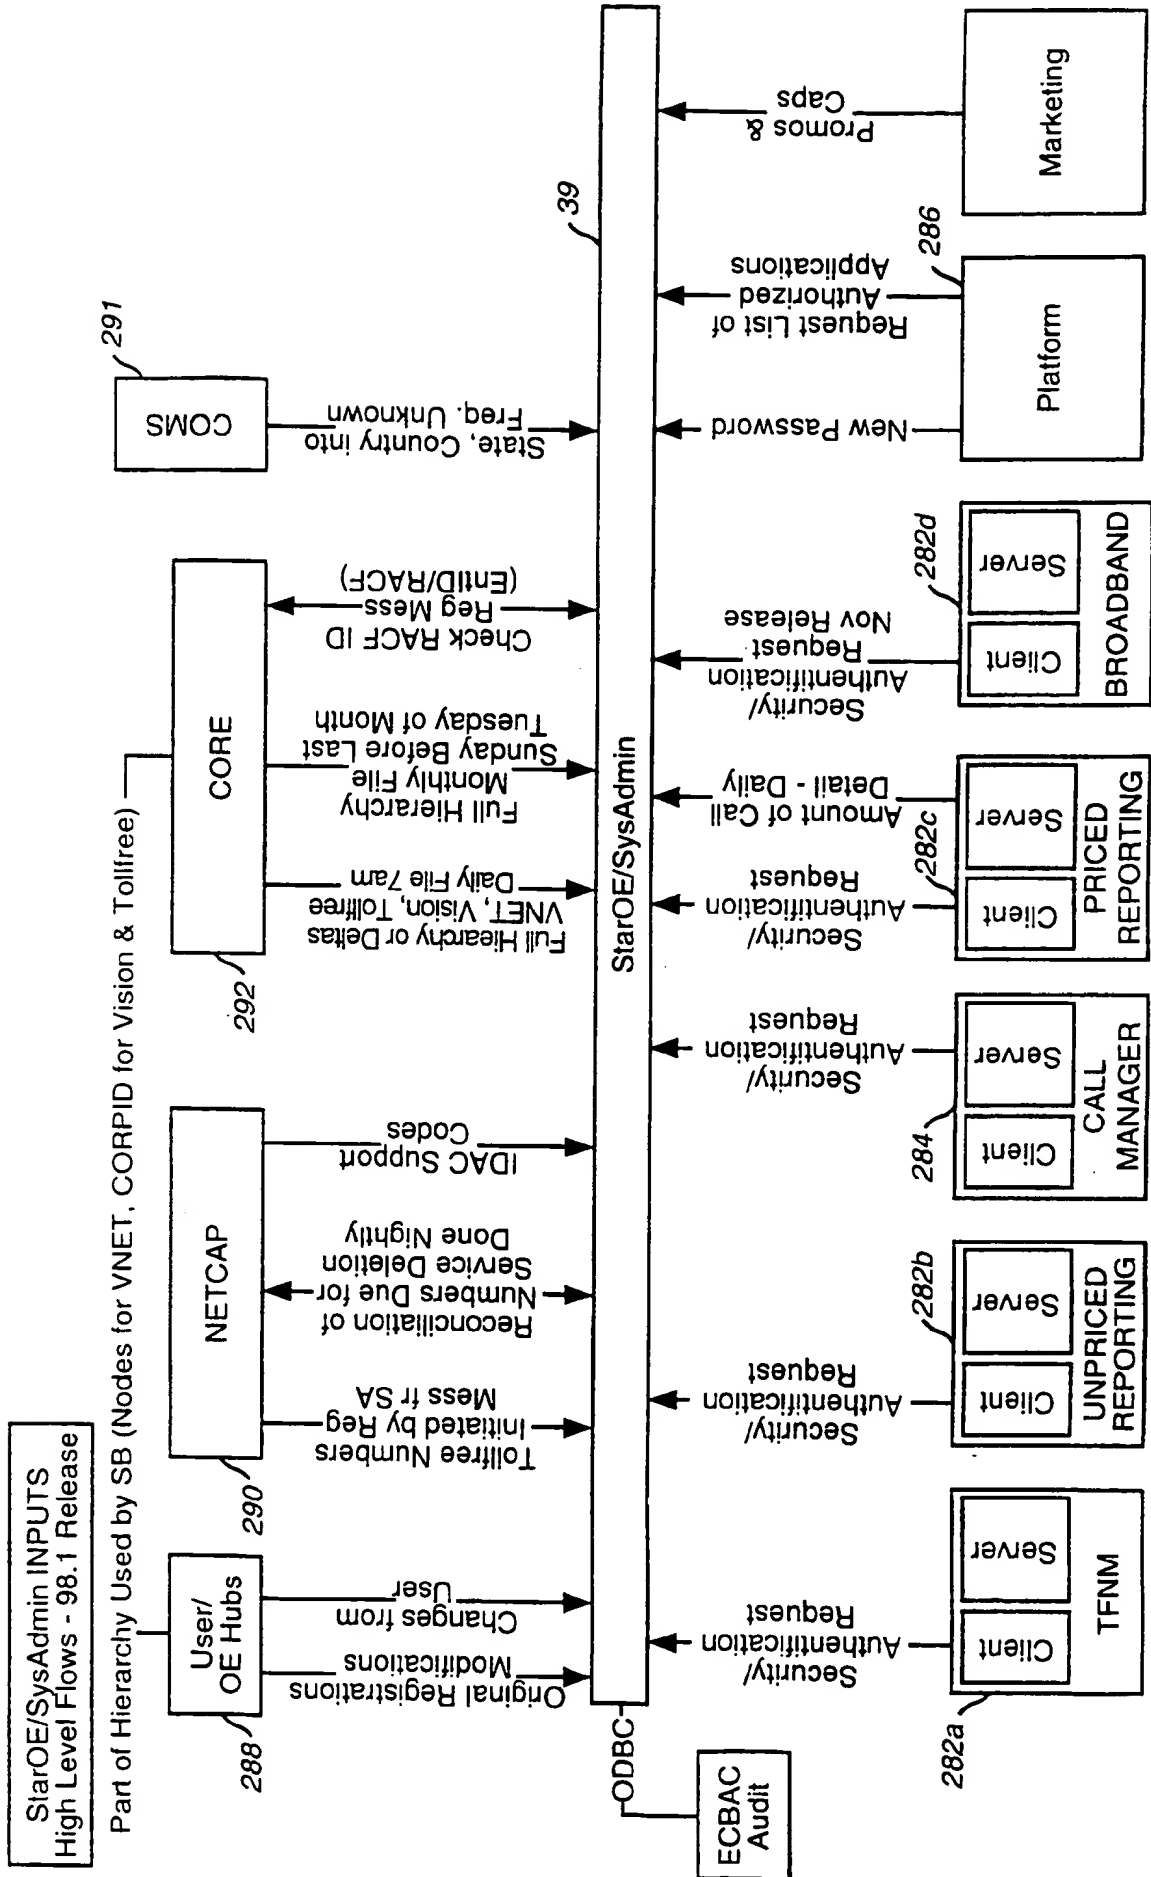 StarOE/SysAdmin INPUTS
High Level Flows - 98.1 Release
Part of Hierarchy Used by SB (Nodes for VNET, CORPID for Vision & Tollfree)
288
User/
OE Hubs
290
NETCAP
292
CORE
291
COMS
Original Registrations
Modifications
Changes from
User
Tollfree Numbers
Initiated by Reg
Mess fr SA
Reconciliation of
Numbers Due for
Service Deletion
Done Nightly
IDAC Support
Codes
Full Hiearchy or Deltas
VNET, Vision, Tollfree
Daily File 7am
Full Hierarchy
Monthly File
Sunday Before Last
Tuesday of Month
Check RACF ID
Reg Mess
(EntID/RACF)
State, Country into
Freq. Unknown
39
ODBC
StarOE/SysAdmin
ECBAC
Audit
Security/
Authentification
Request
Security/
Authentification
Request
Security/
Authentification
Request
Security/
Authentification
Request
Amount of Call
Detail - Daily
Security/
Authentification
Request
Nov Release
New Password
Request List of
Authorized
Applications
Promos &
Caps
282a
Client
Server
TFNM
282b
Client
Server
UNPRICED
REPORTING
284
Client
Server
CALL
MANAGER
282c
Client
Server
PRICED
REPORTING
282d
Client
Server
BROADBAND
286
Platform
Marketing